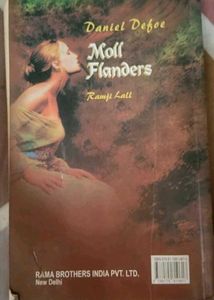 Daniel Defoe
Moll
Flanders
Ramji Lall
RAMA BROTHERS INDIA PVT. LTD.
New Delhi